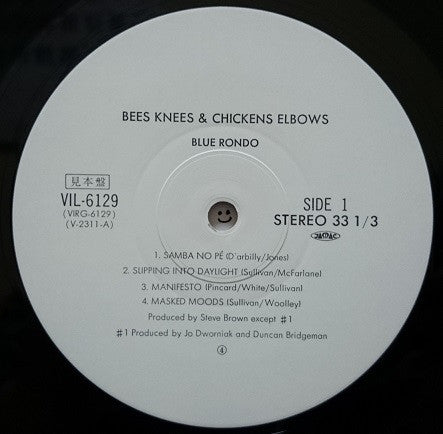 BEES KNEES & CHICKENS ELBOWS
BLUE RONDO
見本盤
VIL-6129
(VIRG-6129)
(V-2311-A)
SIDE 1
STEREO 33 1/3
JASRAC
1. SAMBA NO PÉ (D'arbilly/Jones)
2. SLIPPING INTO DAYLIGHT (Sullivan/McFarlane)
3. MANIFESTO (Pincard/White/Sullivan)
4. MASKED MOODS (Sullivan/Woolley)
Produced by Steve Brown except #1
#1 Produced by Jo Dworniak and Duncan Bridgeman
④